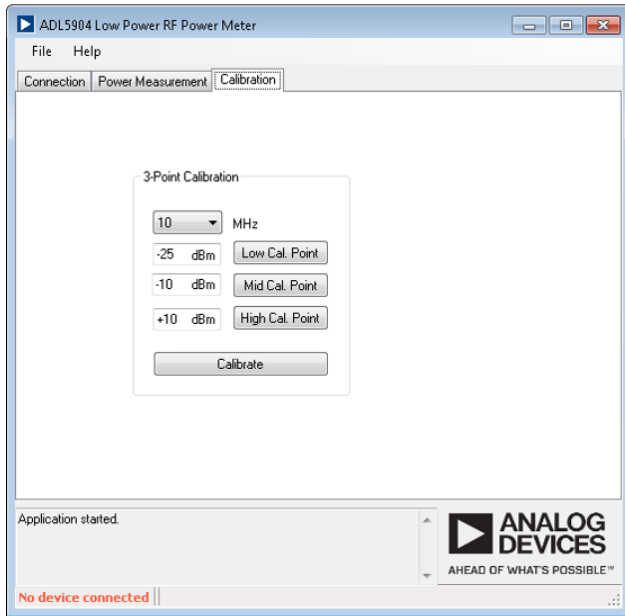 ADL5904 Low Power RF Power Meter
File Help
Connection Power Measurement Calibration
3-Point Calibration
10 MHz
-25 dBm Low Cal. Point
-10 dBm Mid Cal. Point
+10 dBm High Cal. Point
Calibrate
Application started.
ANALOG
DEVICES
AHEAD OF WHAT'S POSSIBLE™
No device connected